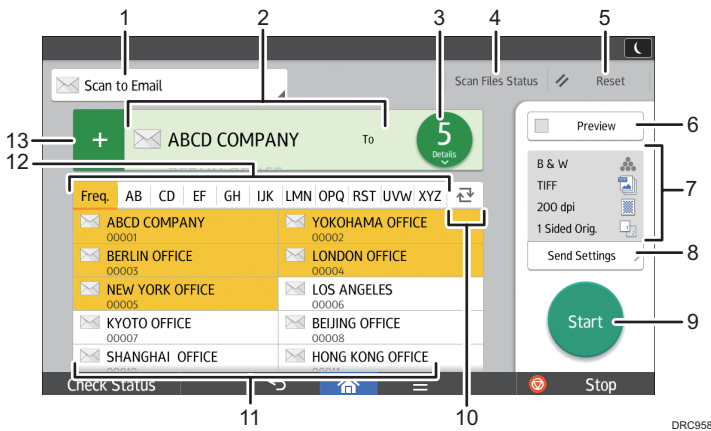 1 2 3 4 5
Scan to Email
Scan Files Status
Reset
+ ABCD COMPANY To
5
Details
Preview 6
13
12
Freq. AB CD EF GH IJK LMN OPQ RST UVW XYZ
B & W
TIFF
200 dpi
1 Sided Orig.
7
ABCD COMPANY
00001
YOKOHAMA OFFICE
00002
BERLIN OFFICE
00003
LONDON OFFICE
00004
NEW YORK OFFICE
00005
LOS ANGELES
00006
KYOTO OFFICE
00007
BEIJING OFFICE
00008
SHANGHAI OFFICE
HONG KONG OFFICE
Send Settings 8
Start 9
Check Status
Stop
11 10
DRC958